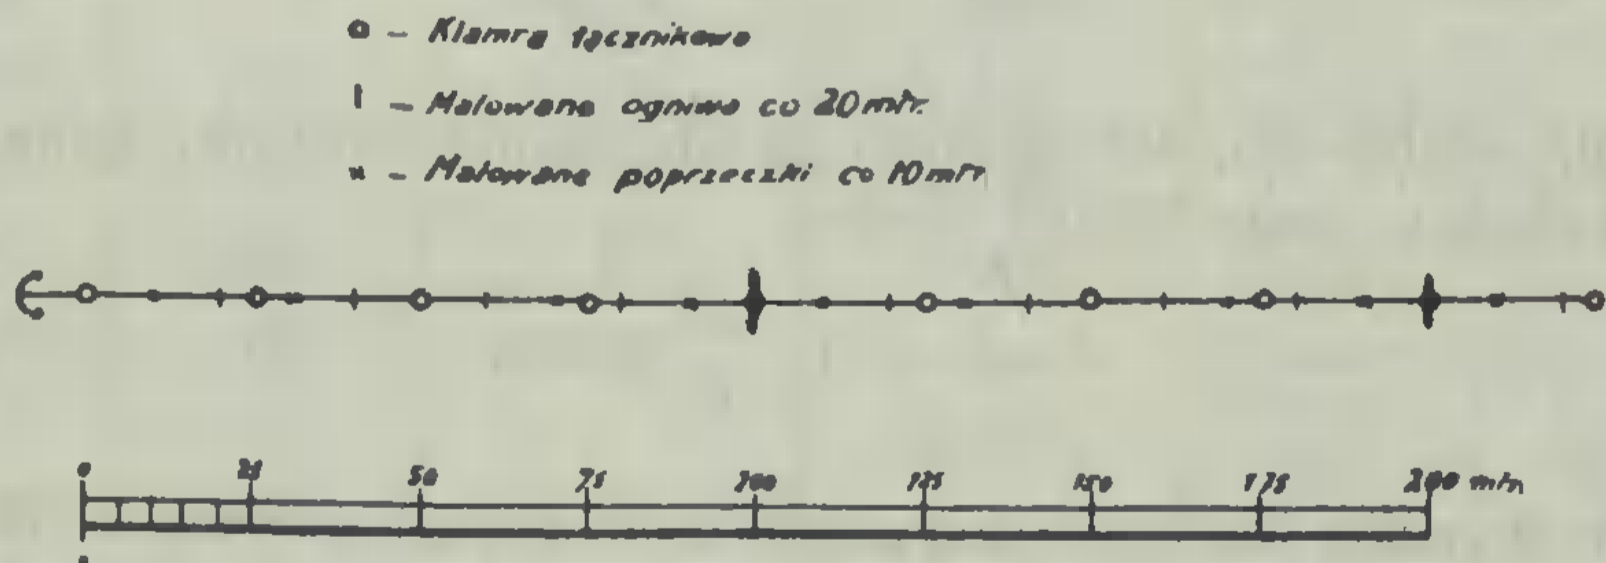 o – Klamra łącznikowa
| – Malowane ogniwa co 20 mtr.
x – Malowane poprzeczki co 10 mtr
0 25 50 75 100 125 150 175 200 mtr